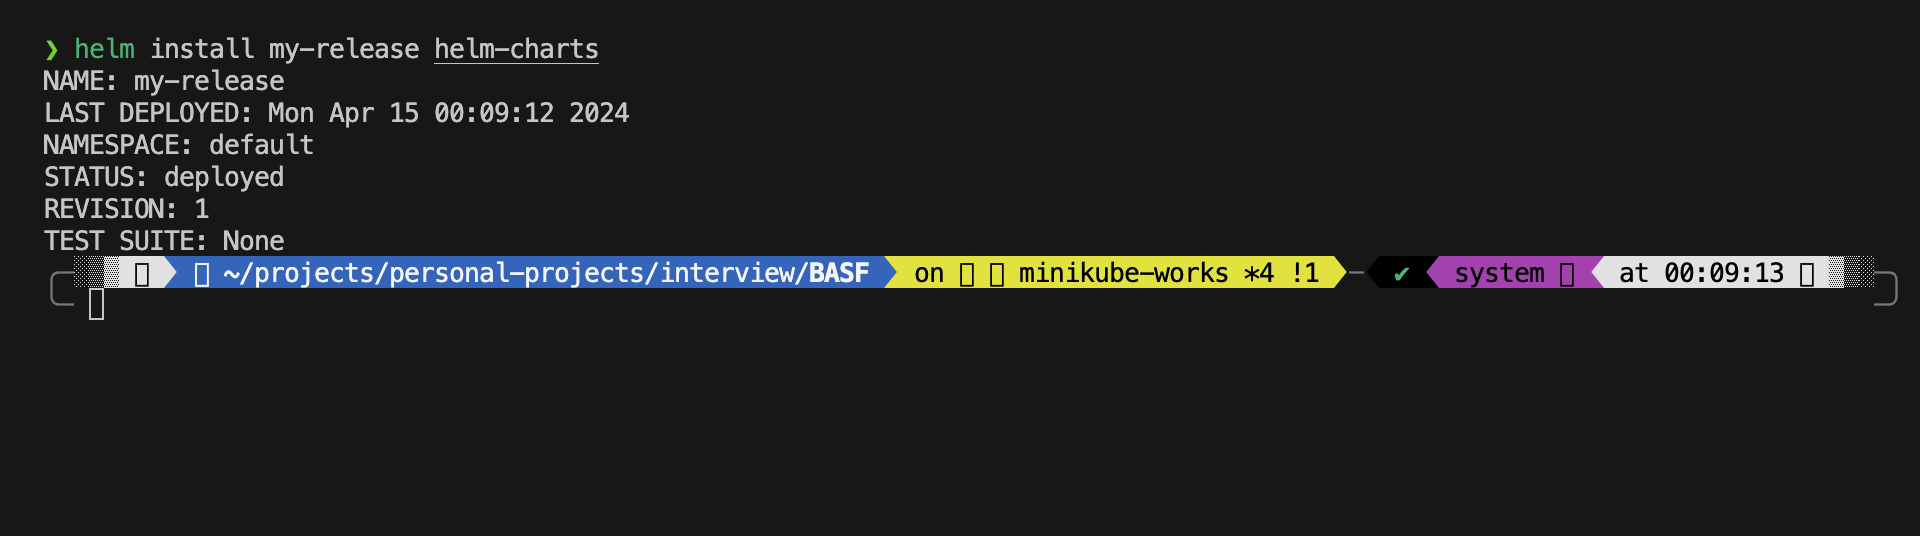 ❯ helm install my-release helm-charts
NAME: my-release
LAST DEPLOYED: Mon Apr 15 00:09:12 2024
NAMESPACE: default
STATUS: deployed
REVISION: 1
TEST SUITE: None
~/projects/personal-projects/interview/BASF on minikube-works *4 !1 ✔ system at 00:09:13